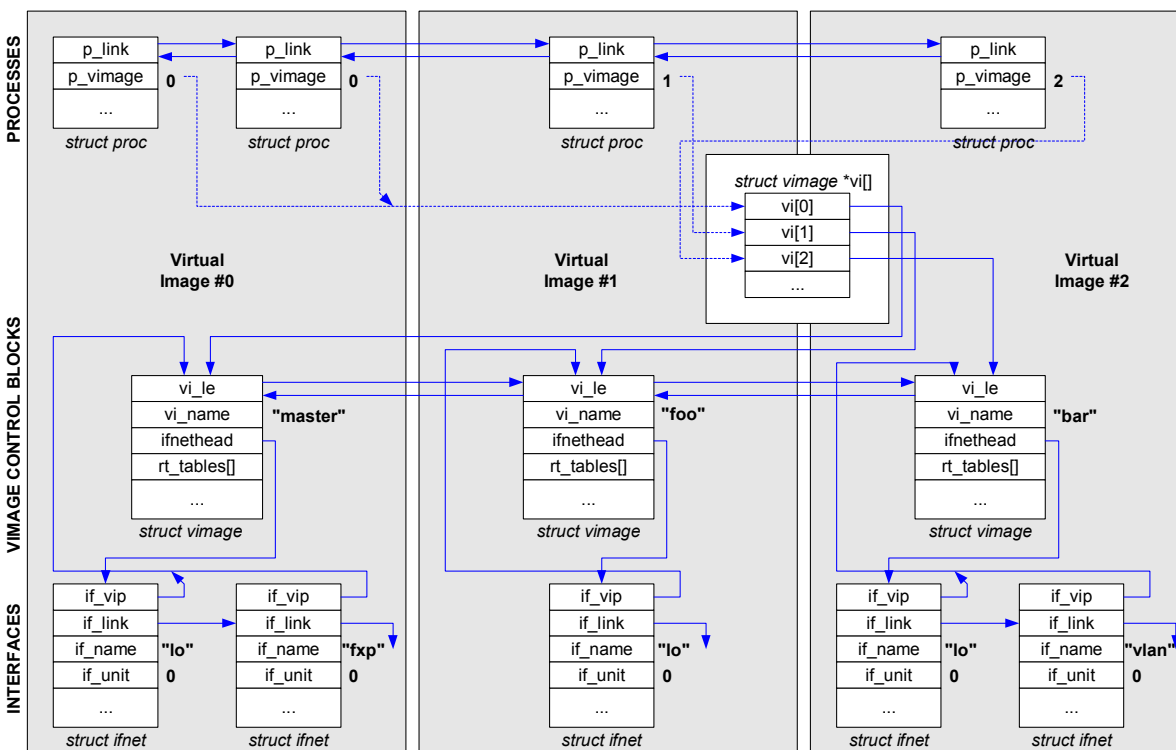 PROCESSES
p_link
p_vimage
...
0
struct proc
p_link
p_vimage
...
0
struct proc
p_link
p_vimage
...
1
struct proc
p_link
p_vimage
...
2
struct proc
struct vimage *vi[]
vi[0]
vi[1]
vi[2]
...
Virtual
Image #0
Virtual
Image #1
Virtual
Image #2
VIMAGE CONTROL BLOCKS
vi_le
vi_name
ifnethead
rt_tables[]
...
"master"
struct vimage
vi_le
vi_name
ifnethead
rt_tables[]
...
"foo"
struct vimage
vi_le
vi_name
ifnethead
rt_tables[]
...
"bar"
struct vimage
INTERFACES
if_vip
if_link
if_name
if_unit
...
"lo"
0
struct ifnet
if_vip
if_link
if_name
if_unit
...
"fxp"
0
struct ifnet
if_vip
if_link
if_name
if_unit
...
"lo"
0
struct ifnet
if_vip
if_link
if_name
if_unit
...
"lo"
0
struct ifnet
if_vip
if_link
if_name
if_unit
...
"vlan"
0
struct ifnet